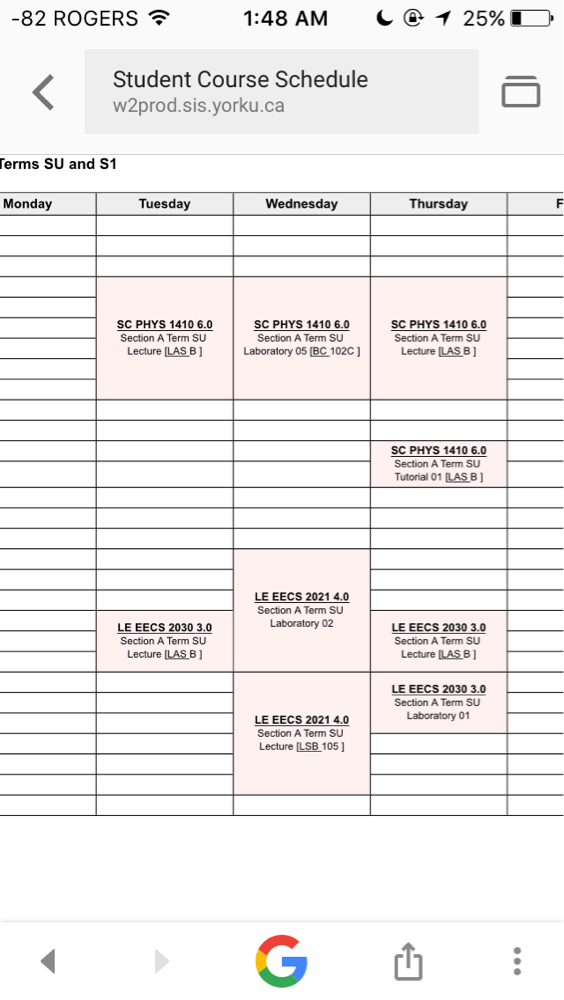 -82 ROGERS 1:48 AM 25%
Student Course Schedule
w2prod.sis.yorku.ca
Terms SU and S1
Monday Tuesday Wednesday Thursday F
SC PHYS 1410 6.0
Section A Term SU
Lecture [LAS B ]
SC PHYS 1410 6.0
Section A Term SU
Laboratory 05 [BC 102C ]
SC PHYS 1410 6.0
Section A Term SU
Lecture [LAS B ]
SC PHYS 1410 6.0
Section A Term SU
Tutorial 01 [LAS B ]
LE EECS 2021 4.0
Section A Term SU
Laboratory 02
LE EECS 2030 3.0
Section A Term SU
Lecture [LAS B ]
LE EECS 2030 3.0
Section A Term SU
Lecture [LAS B ]
LE EECS 2030 3.0
Section A Term SU
Laboratory 01
LE EECS 2021 4.0
Section A Term SU
Lecture [LSB 105 ]
G